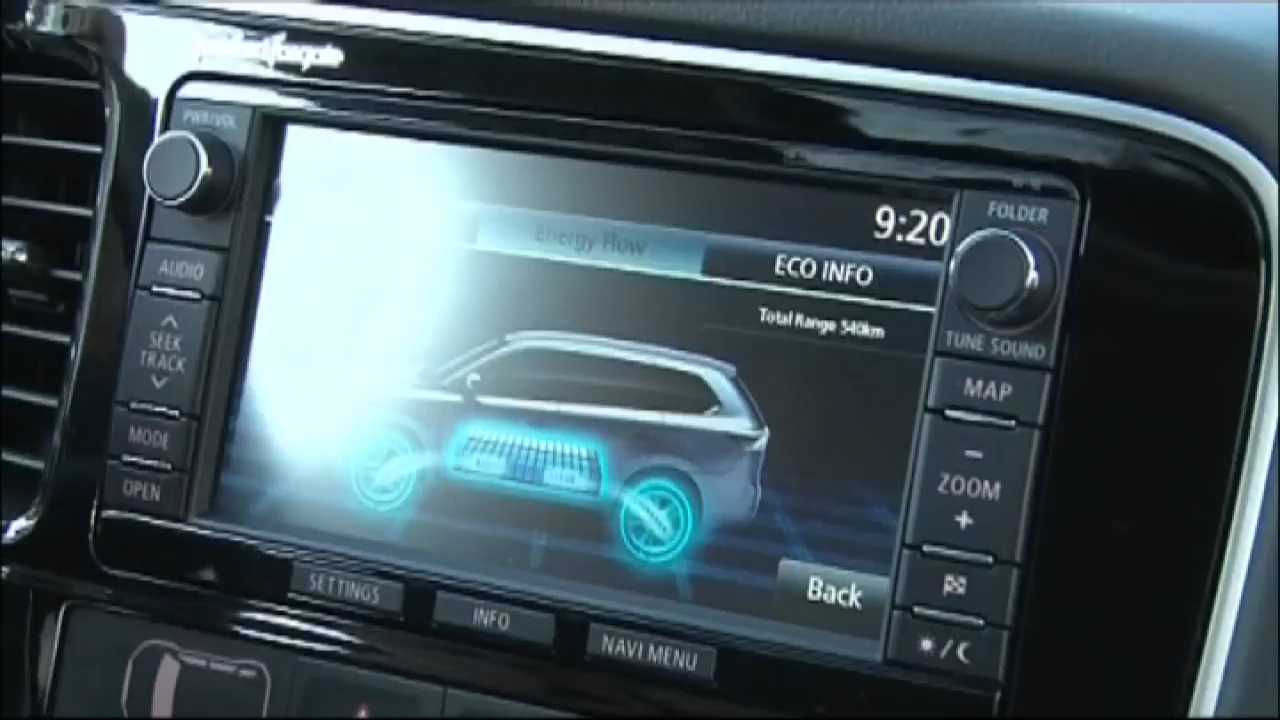 PWR/VOL
9:20
FOLDER
Energy Flow
ECO INFO
AUDIO
Total Range 540km
TUNE SOUND
SEEK
TRACK
MAP
MODE
ZOOM
OPEN
Back
SETTINGS
INFO
NAVI MENU